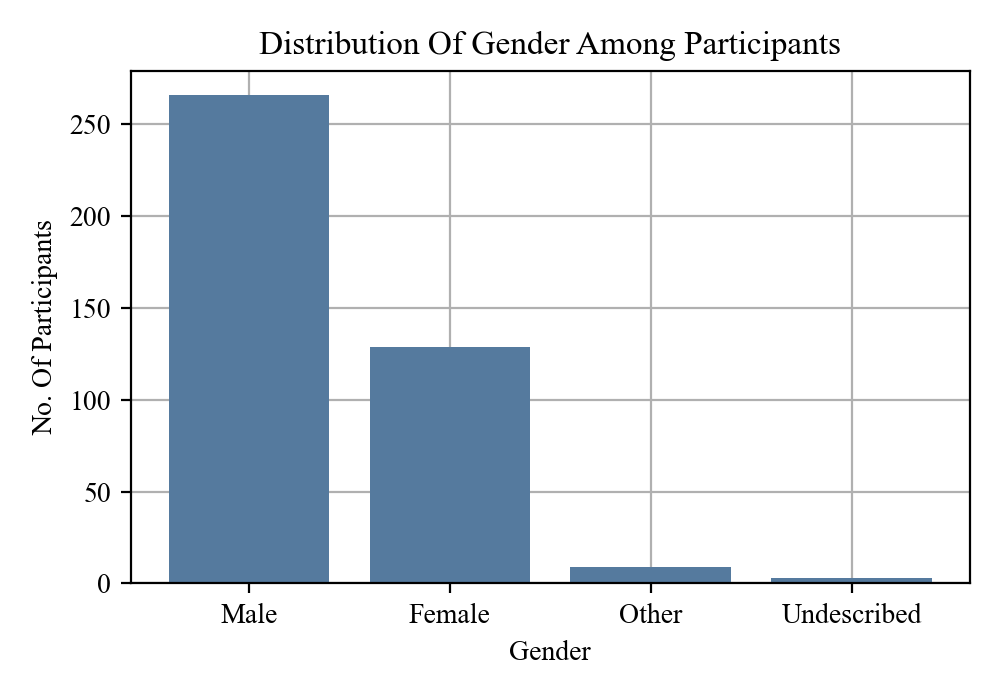 Distribution Of Gender Among Participants
No. Of Participants
250
200
150
100
50
0
Male
Female
Other
Undescribed
Gender